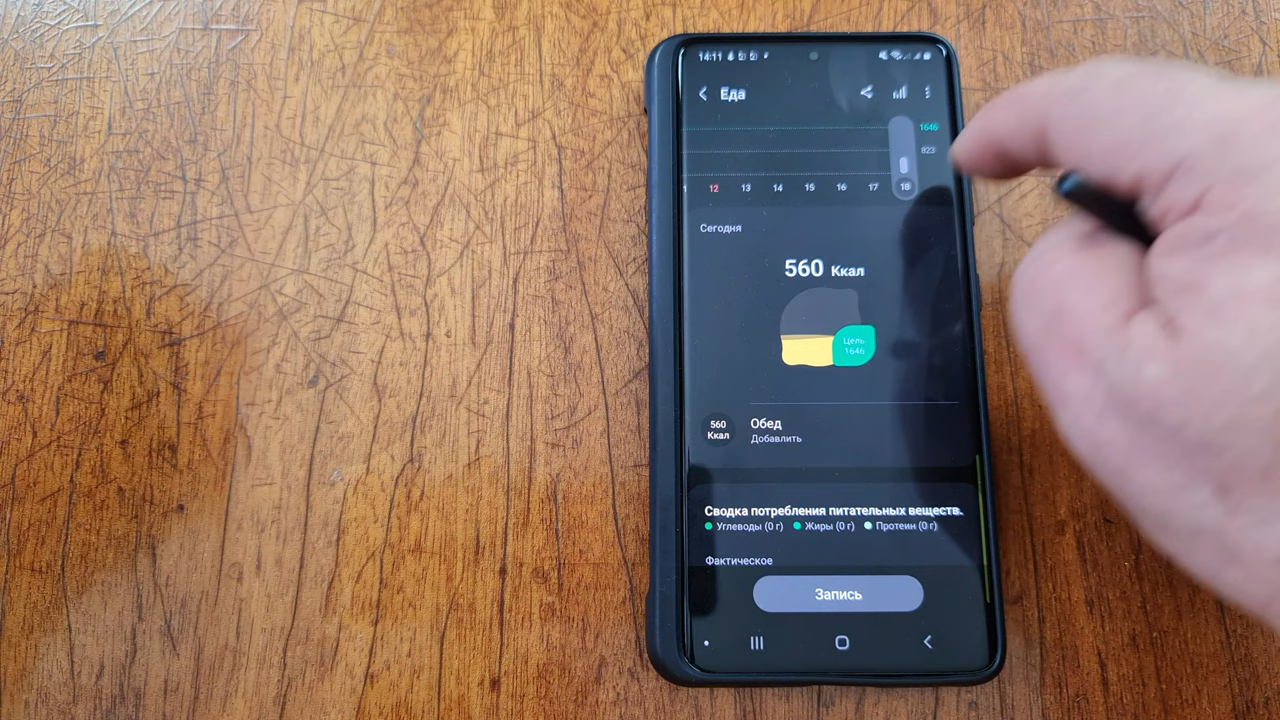 14:11
Еда
1646
823
1 12 13 14 15 16 17 18
Сегодня
560 Ккал
Цель
1646
560
Ккал
Обед
Добавить
Сводка потребления питательных веществ.
Углеводы (0 г) Жиры (0 г) Протеин (0 г)
Фактическое
Запись